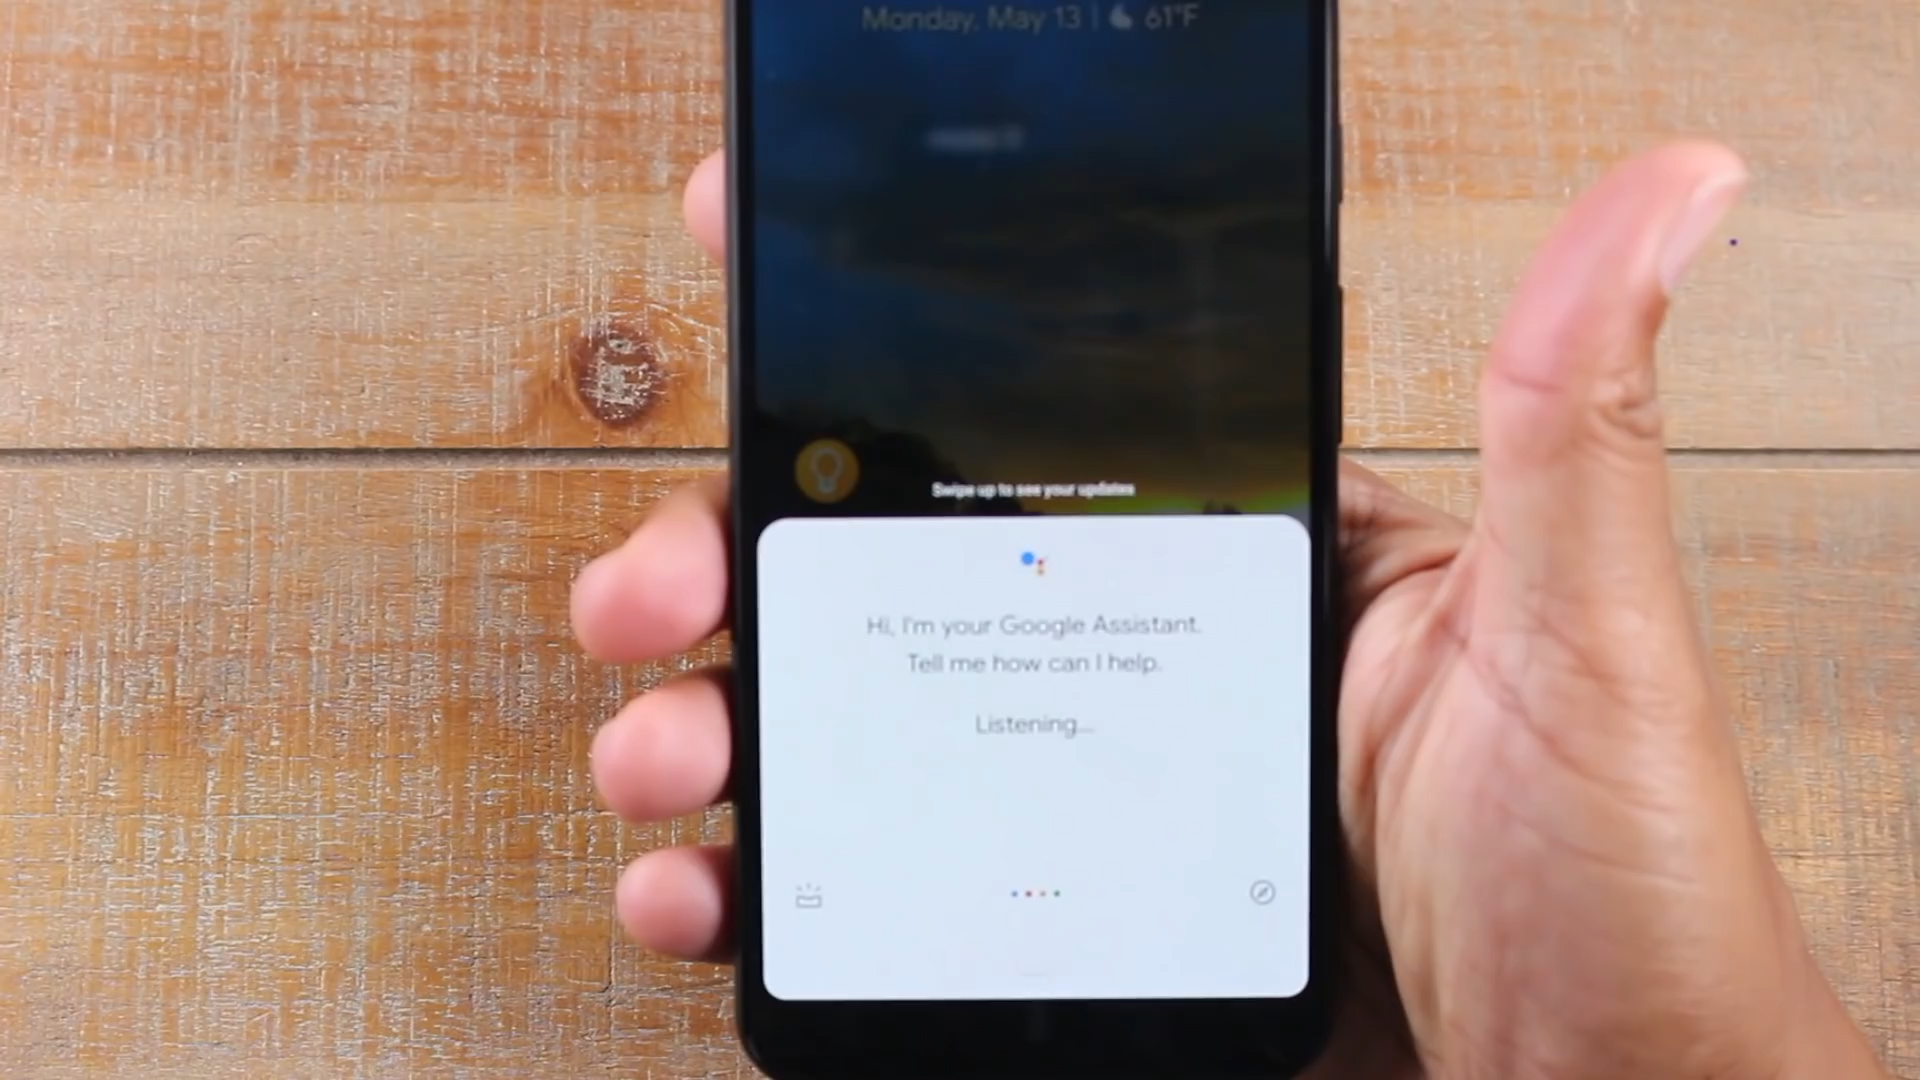 Monday, May 13 | 61°F
Swipe up to see your updates
Hi, I'm your Google Assistant.
Tell me how can I help.
Listening...